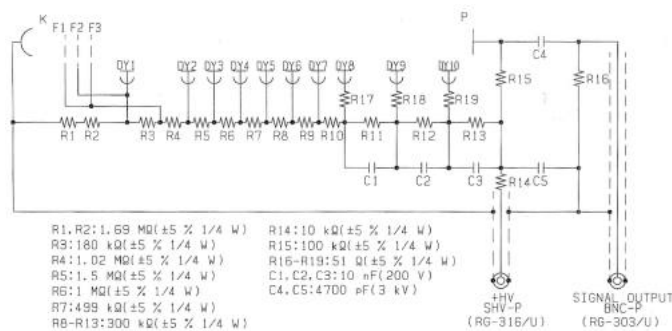 K F1 F2 F3 P
C4
DY1 DY2 DY3 DY4 DY5 DY6 DY7 DY8 DY9 DY10
R17 R18 R19 R15 R16
R1 R2 R3 R4 R5 R6 R7 R8 R9 R10 R11 R12 R13
C1 C2 C3 R14 C5
R1.R2:1.69 MΩ(±5 % 1/4 W)
R3:180 kΩ(±5 % 1/4 W)
R4:1.02 MΩ(±5 % 1/4 W)
R5:1.5 MΩ(±5 % 1/4 W)
R6:1 MΩ(±5 % 1/4 W)
R7:499 kΩ(±5 % 1/4 W)
R8-R13:300 kΩ(±5 % 1/4 W)
R14:10 kΩ(±5 % 1/4 W)
R15:100 kΩ(±5 % 1/4 W)
R16-R19:51 Ω(±5 % 1/4 W)
C1.C2.C3:10 nF(200 V)
C4.C5:4700 pF(3 kV)
+HV
SHV-P
(RG-316/U)
SIGNAL OUTPUT
BNC-P
(RG-303/U)